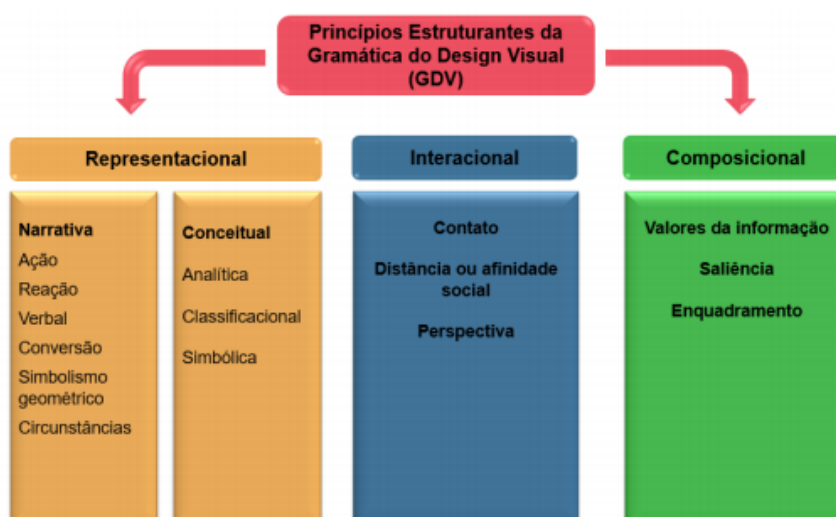 Princípios Estruturantes da
Gramática do Design Visual
(GDV)
Representacional
Narrativa
Ação
Reação
Verbal
Conversão
Simbolismo
geométrico
Circunstâncias
Conceitual
Analítica
Classificacional
Simbólica
Interacional
Contato
Distância ou afinidade
social
Perspectiva
Composicional
Valores da informação
Saliência
Enquadramento